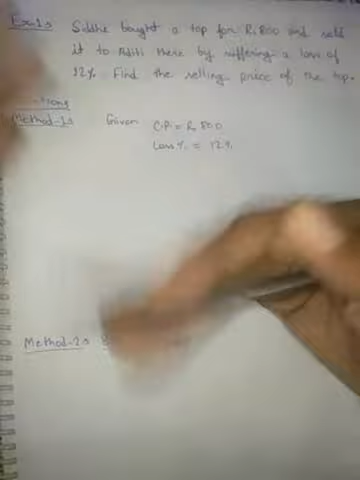 Ex-1: Siddhe bought a top for Rs 800 and sold
it to Aditi there by suffering a loss of
12%. Find the selling price of the top.
Method-1: Given C.P. = Rs 800
Loss % = 12%
Method-2: